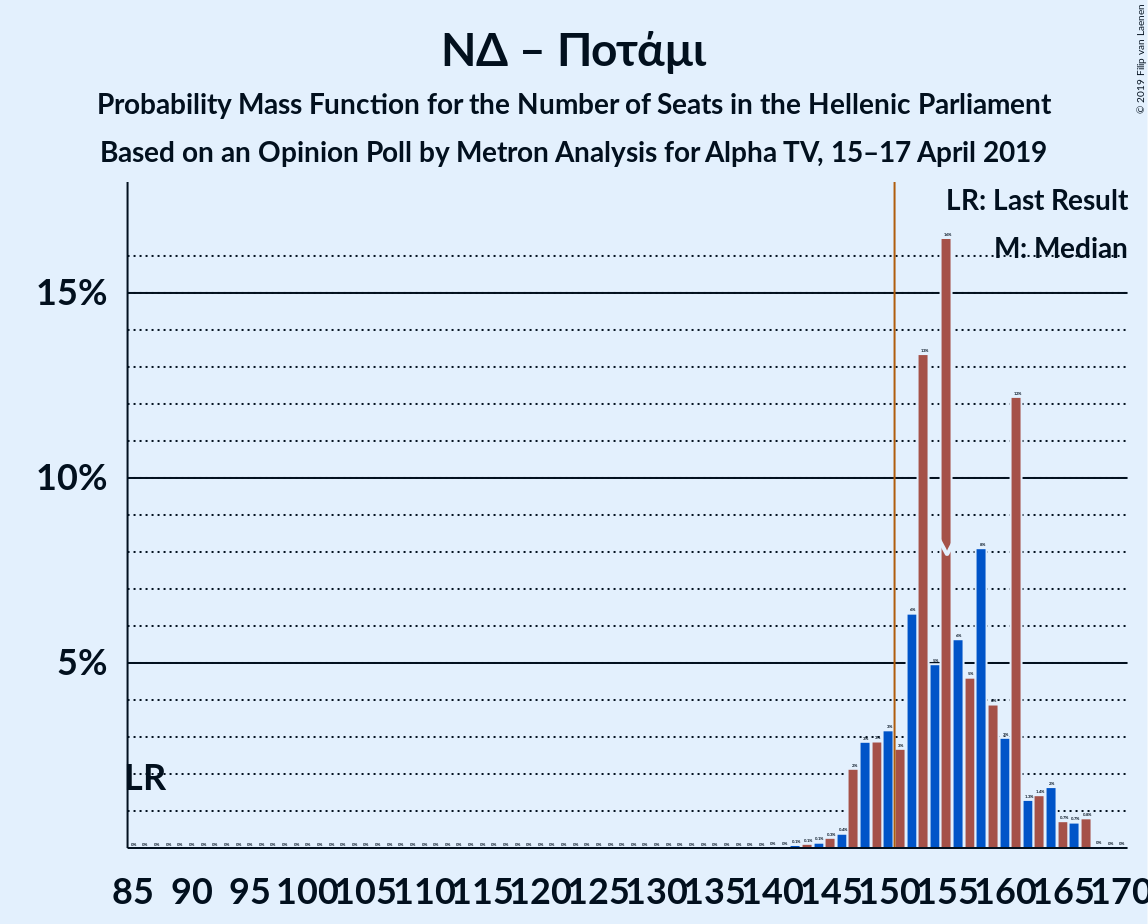 ΝΔ – Ποτάμι
Probability Mass Function for the Number of Seats in the Hellenic Parliament
Based on an Opinion Poll by Metron Analysis for Alpha TV, 15–17 April 2019
© 2019 Filip van Laenen
LR: Last Result
M: Median
15%
10%
5%
LR
85 90 95 100 105 110 115 120 125 130 135 140 145 150 155 160 165 170